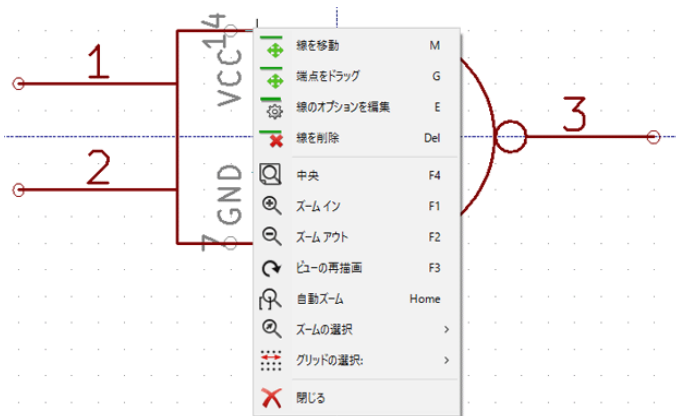 14
VCC
1
2
3
GND
7
線を移動 M
端点をドラッグ G
線のオプションを編集 E
線を削除 Del
中央 F4
ズーム イン F1
ズーム アウト F2
ビューの再描画 F3
自動ズーム Home
ズームの選択
グリッドの選択:
閉じる